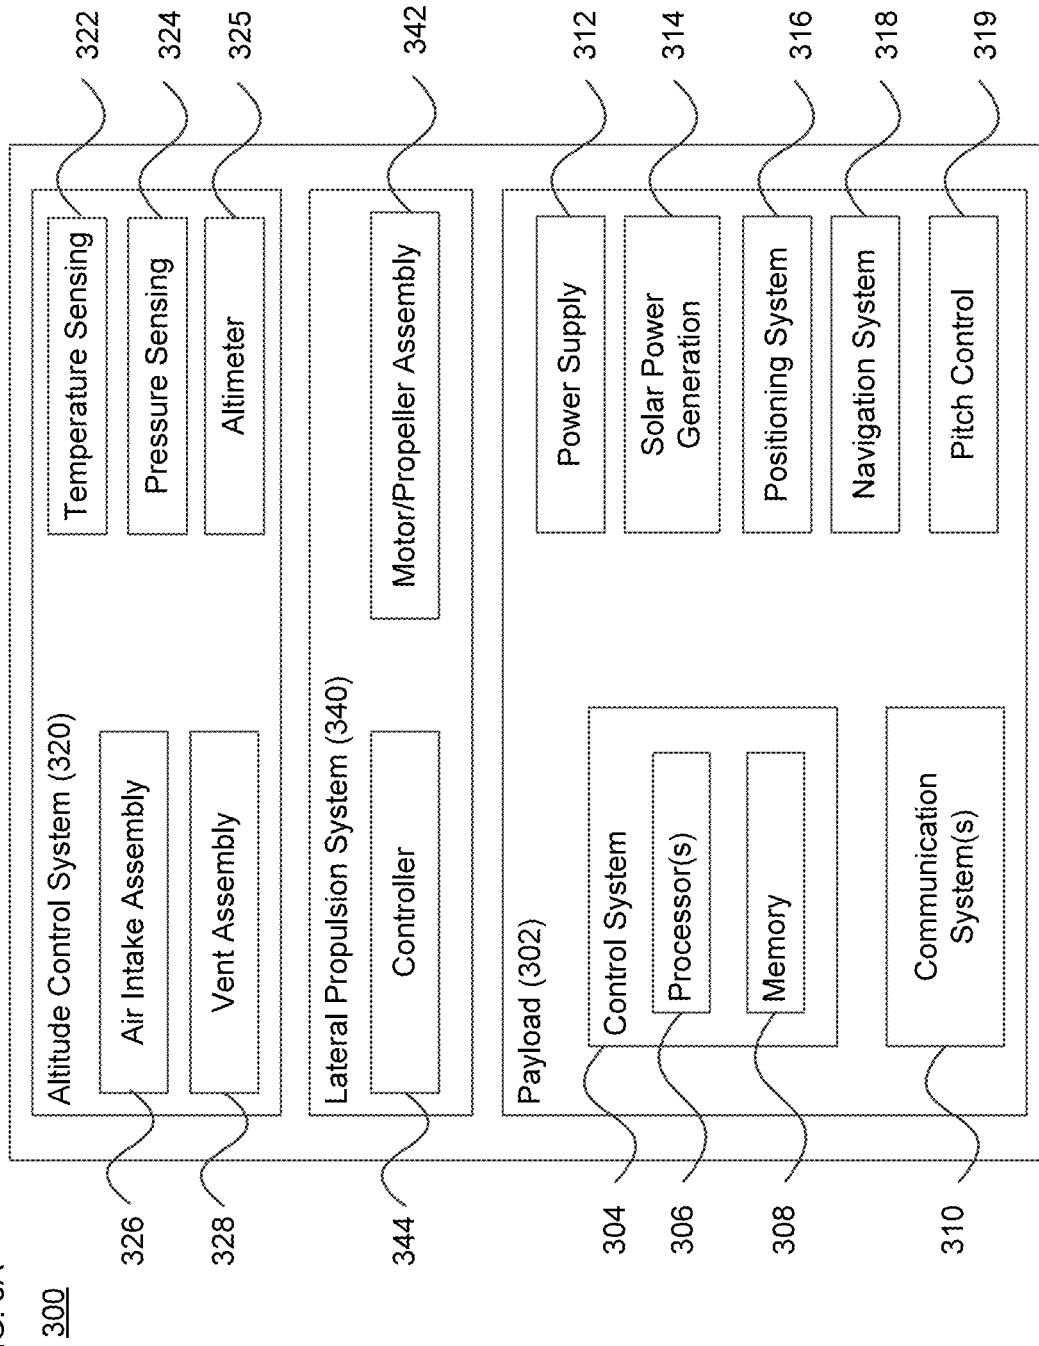 300
Altitude Control System (320)
Air Intake Assembly
326
Vent Assembly
328
Temperature Sensing
322
Pressure Sensing
324
Altimeter
325
Lateral Propulsion System (340)
Controller
344
Motor/Propeller Assembly
342
Payload (302)
Control System
304
Processor(s)
306
Memory
308
Communication
System(s)
310
Power Supply
312
Solar Power
Generation
314
Positioning System
316
Navigation System
318
Pitch Control
319